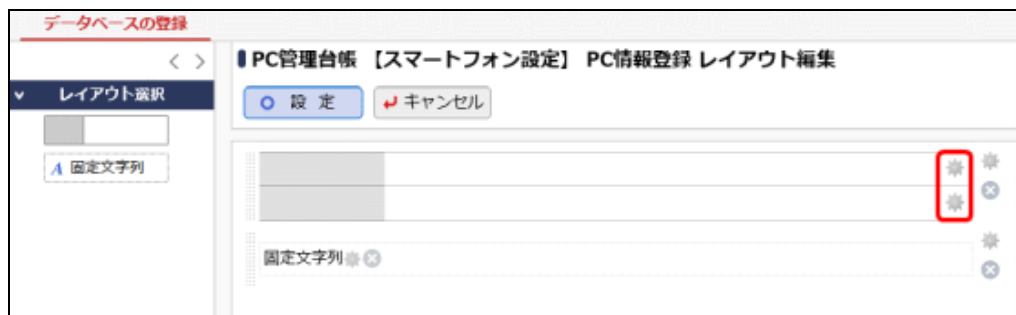 データベースの登録
PC管理台帳 【スマートフォン設定】 PC情報登録 レイアウト編集
レイアウト選択
設 定
キャンセル
A 固定文字列
固定文字列